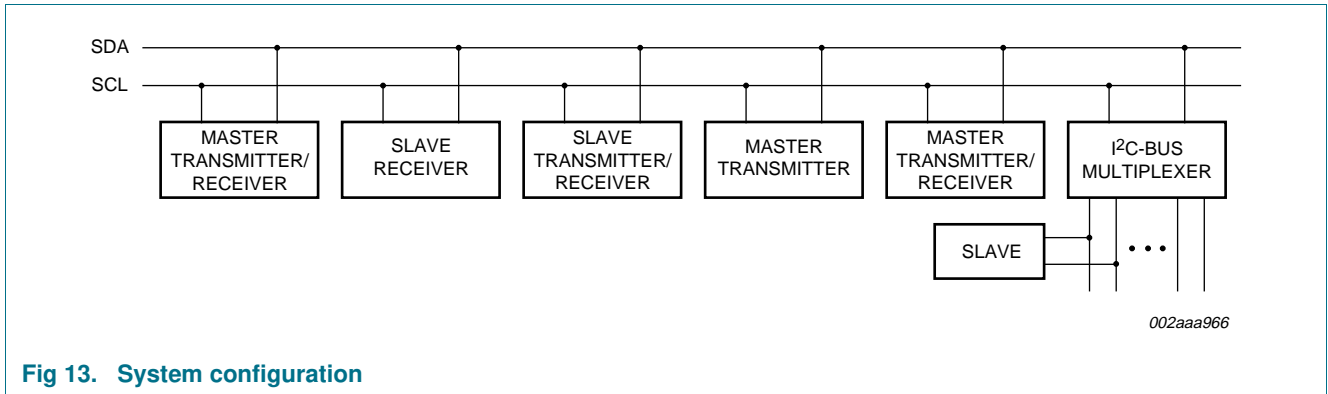 SDA
SCL
MASTER
TRANSMITTER/
RECEIVER
SLAVE
RECEIVER
SLAVE
TRANSMITTER/
RECEIVER
MASTER
TRANSMITTER
MASTER
TRANSMITTER/
RECEIVER
I²C-BUS
MULTIPLEXER
SLAVE
002aaa966
Fig 13. System configuration